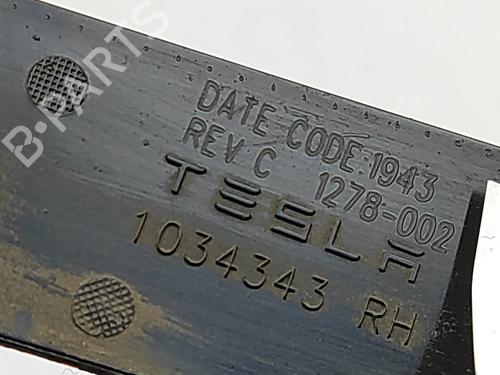 DATE CODE:1943
REV C 1278-002
TESLA
1034343 RH
B-PARTS